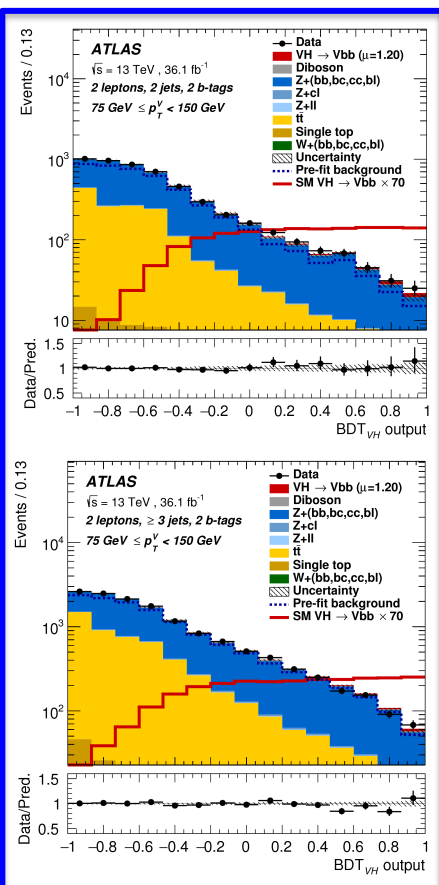 Events / 0.13
ATLAS
√s = 13 TeV , 36.1 fb⁻¹
2 leptons, 2 jets, 2 b-tags
75 GeV ≤ p_T^V < 150 GeV
Data
VH → Vbb (μ=1.20)
Diboson
Z+(bb,bc,cc,bl)
Z+cl
Z+ll
tt̄
Single top
W+(bb,bc,cc,bl)
Uncertainty
Pre-fit background
SM VH → Vbb × 70
10⁴
10³
10²
10
Data/Pred.
1.5
1
0.5
−1 −0.8 −0.6 −0.4 −0.2 0 0.2 0.4 0.6 0.8 1
BDT_VH output
Events / 0.13
ATLAS
√s = 13 TeV , 36.1 fb⁻¹
2 leptons, ≥ 3 jets, 2 b-tags
75 GeV ≤ p_T^V < 150 GeV
Data
VH → Vbb (μ=1.20)
Diboson
Z+(bb,bc,cc,bl)
Z+cl
Z+ll
tt̄
Single top
W+(bb,bc,cc,bl)
Uncertainty
Pre-fit background
SM VH → Vbb × 70
10⁴
10³
10²
Data/Pred.
1.5
1
0.5
−1 −0.8 −0.6 −0.4 −0.2 0 0.2 0.4 0.6 0.8 1
BDT_VH output